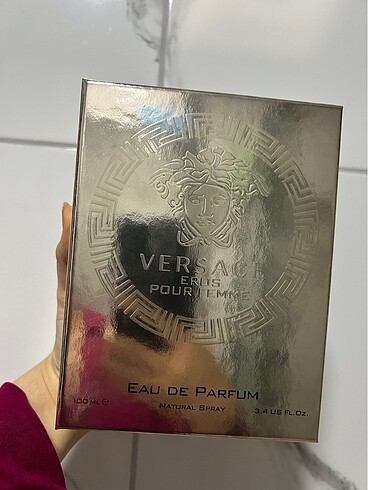 VERSACE
EROS
POUR FEMME
EAU DE PARFUM
100 ML ℮ NATURAL SPRAY 3.4 US FL.OZ.